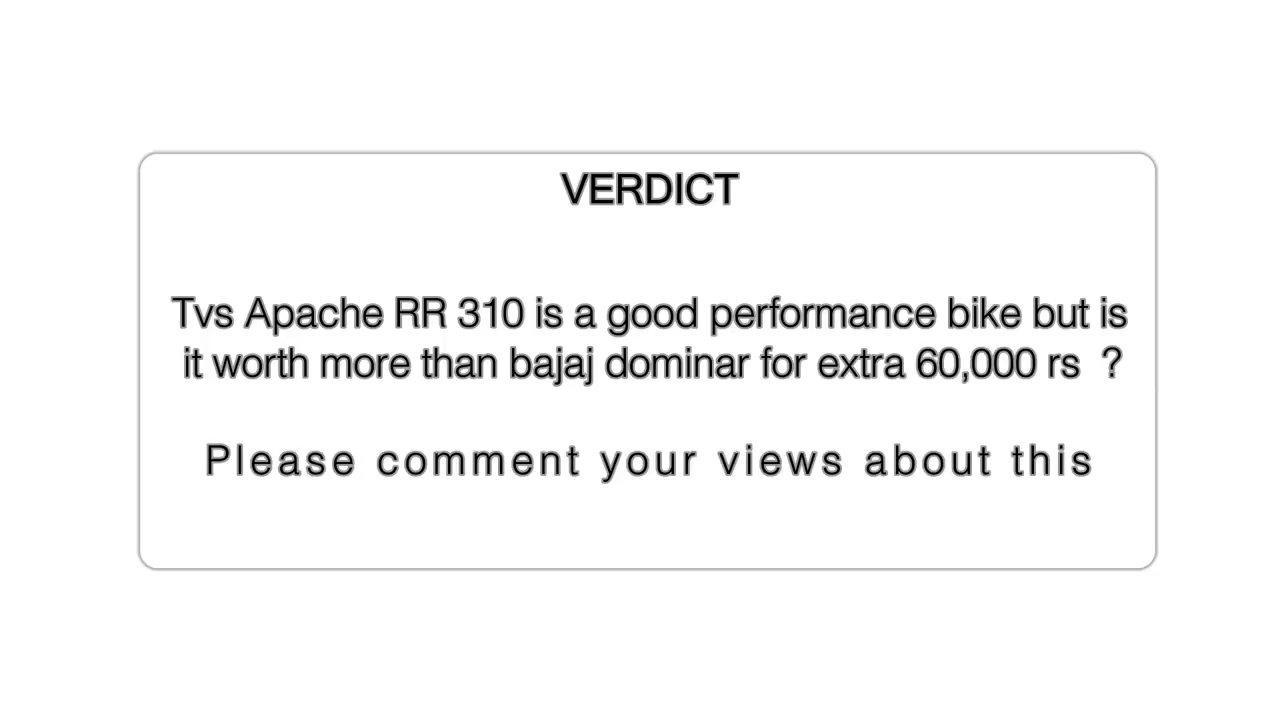 VERDICT
Tvs Apache RR 310 is a good performance bike but is
it worth more than bajaj dominar for extra 60,000 rs  ?
Please comment your views about this